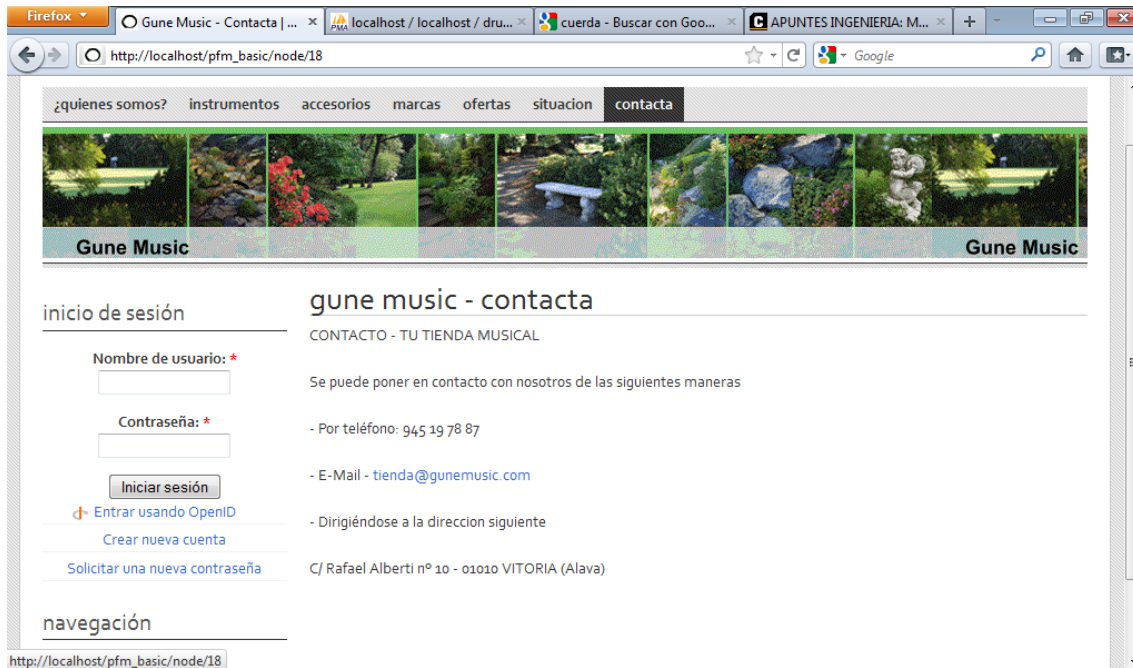 Firefox
Gune Music - Contacta | ...
localhost / localhost / dru...
cuerda - Buscar con Goo...
APUNTES INGENIERIA: M...
http://localhost/pfm_basic/node/18
Google
¿quienes somos? instrumentos accesorios marcas ofertas situacion contacta
Gune Music
Gune Music
inicio de sesión
Nombre de usuario: *
Contraseña: *
Iniciar sesión
Entrar usando OpenID
Crear nueva cuenta
Solicitar una nueva contraseña
navegación
gune music - contacta
CONTACTO - TU TIENDA MUSICAL
Se puede poner en contacto con nosotros de las siguientes maneras
- Por teléfono: 945 19 78 87
- E-Mail - tienda@gunemusic.com
- Dirigiéndose a la direccion siguiente
C/ Rafael Alberti nº 10 - 01010 VITORIA (Alava)
http://localhost/pfm_basic/node/18